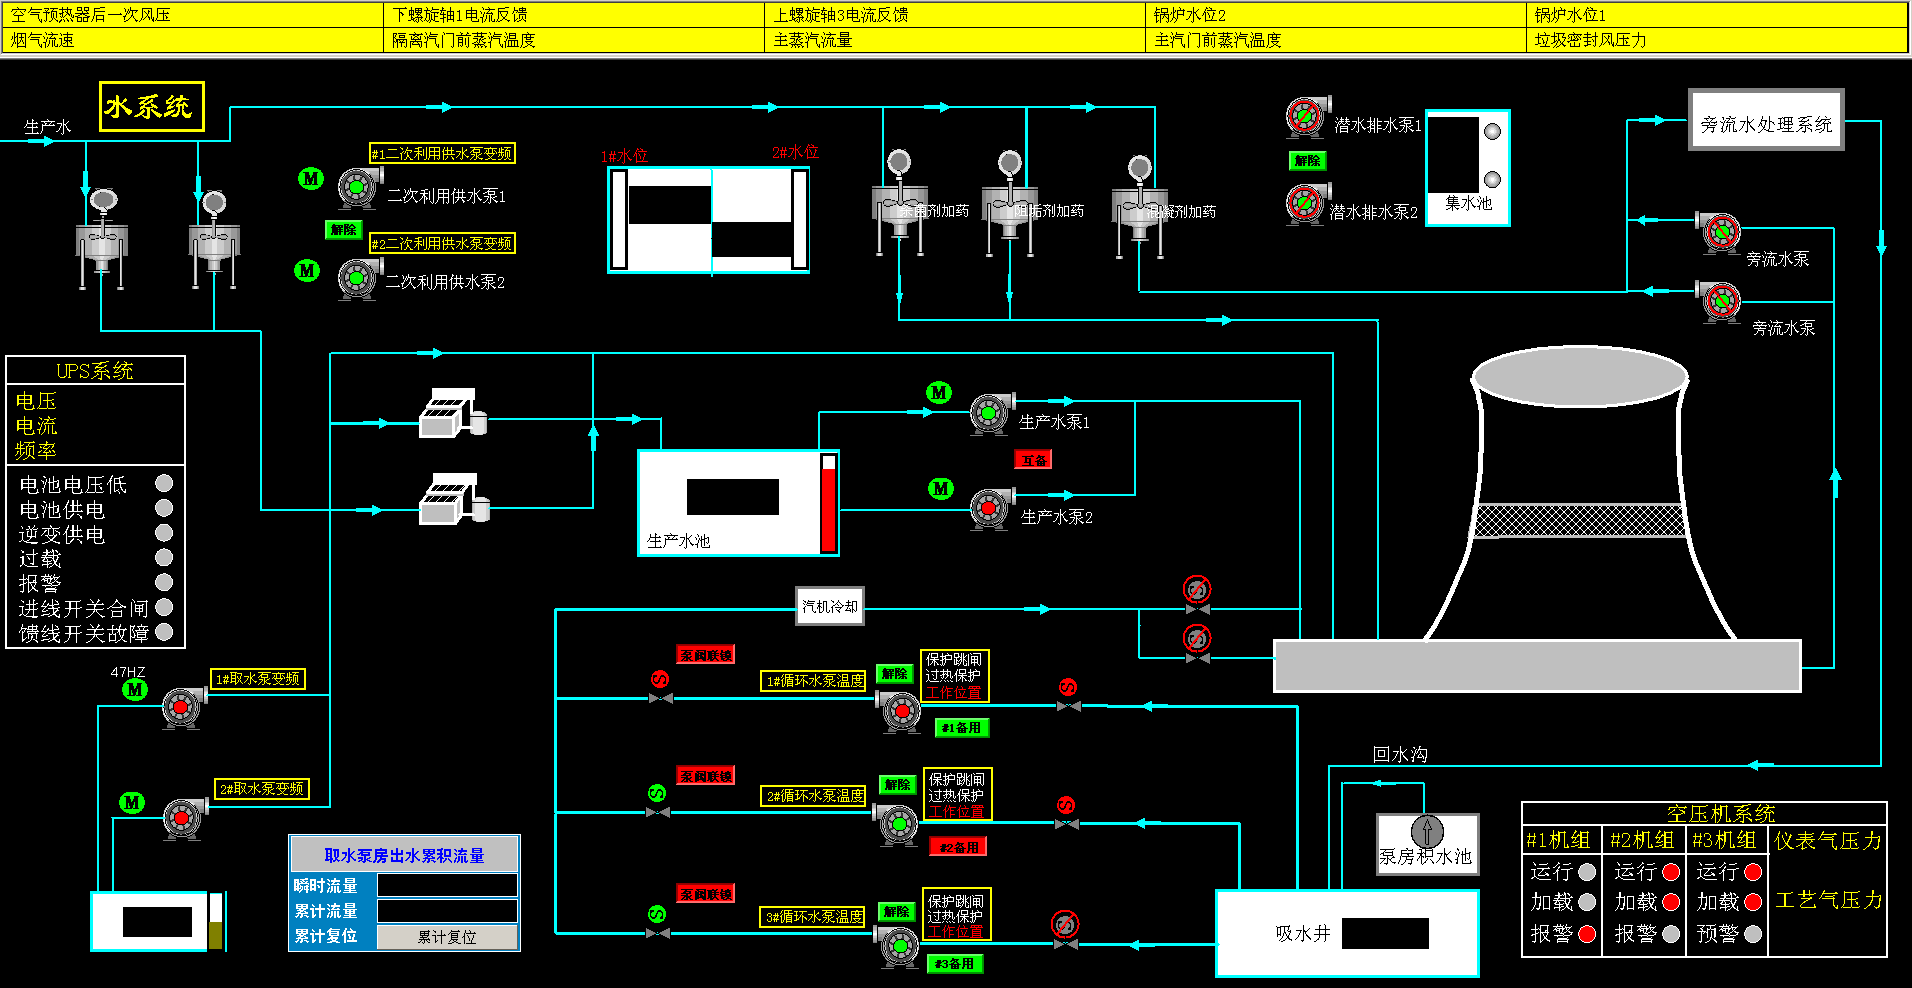 空气预热器后一次风压
下螺旋轴1电流反馈
上螺旋轴3电流反馈
锅炉水位2
锅炉水位1
烟气流速
隔离汽门前蒸汽温度
主蒸汽流量
主汽门前蒸汽温度
垃圾密封风压力
水系统
生产水
#1二次利用供水泵变频
M
二次利用供水泵1
解除
#2二次利用供水泵变频
M
二次利用供水泵2
1#水位
2#水位
杀菌剂加药
阻垢剂加药
混凝剂加药
潜水排水泵1
解除
潜水排水泵2
集水池
旁流水处理系统
旁流水泵
旁流水泵
UPS系统
电压
电流
频率
电池电压低
电池供电
逆变供电
过载
报警
进线开关合闸
馈线开关故障
M
生产水泵1
互备
M
生产水泵2
生产水池
汽机冷却
47HZ
M
1#取水泵变频
M
2#取水泵变频
泵阀联锁
1#循环水泵温度
解除
保护跳闸
过热保护
工作位置
#1备用
泵阀联锁
2#循环水泵温度
解除
保护跳闸
过热保护
工作位置
#2备用
泵阀联锁
3#循环水泵温度
解除
保护跳闸
过热保护
工作位置
#3备用
取水泵房出水累积流量
瞬时流量
累计流量
累计复位
累计复位
回水沟
泵房积水池
吸水井
空压机系统
#1机组
#2机组
#3机组
仪表气压力
运行
运行
运行
加载
加载
加载
工艺气压力
报警
报警
预警